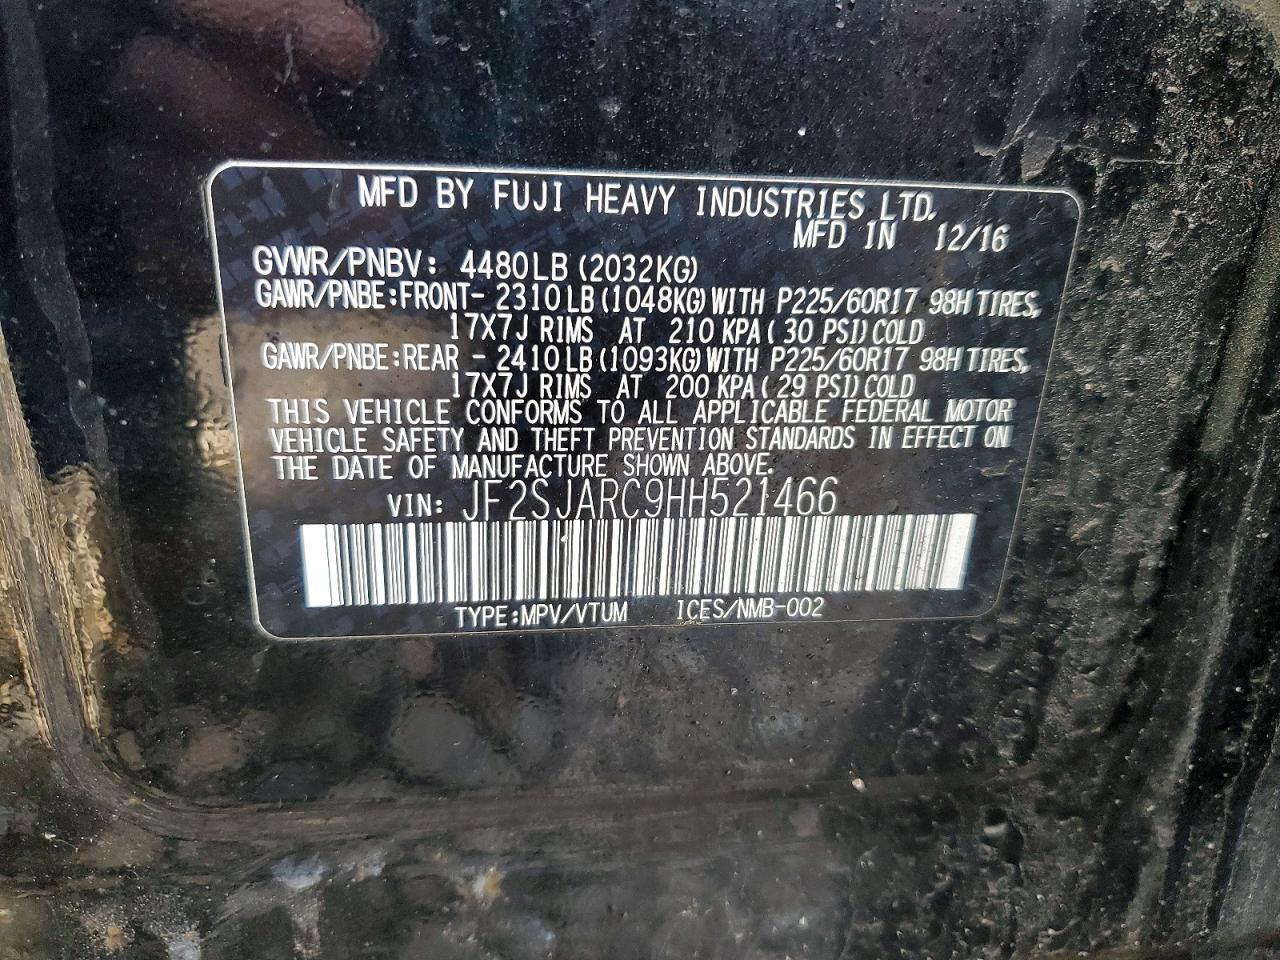 MFD BY FUJI HEAVY INDUSTRIES LTD.
MFD IN 12/16
GVWR/PNBV: 4480LB (2032KG)
GAWR/PNBE:FRONT- 2310LB (1048KG) WITH P225/60R17 98H TIRES,
17X7J RIMS AT 210 KPA ( 30 PSI) COLD
GAWR/PNBE:REAR - 2410LB (1093KG) WITH P225/60R17 98H TIRES,
17X7J RIMS AT 200 KPA ( 29 PSI) COLD
THIS VEHICLE CONFORMS TO ALL APPLICABLE FEDERAL MOTOR
VEHICLE SAFETY AND THEFT PREVENTION STANDARDS IN EFFECT ON
THE DATE OF MANUFACTURE SHOWN ABOVE.
VIN: JF2SJARC9HH521466
TYPE:MPV/VTUM ICES/NMB-002